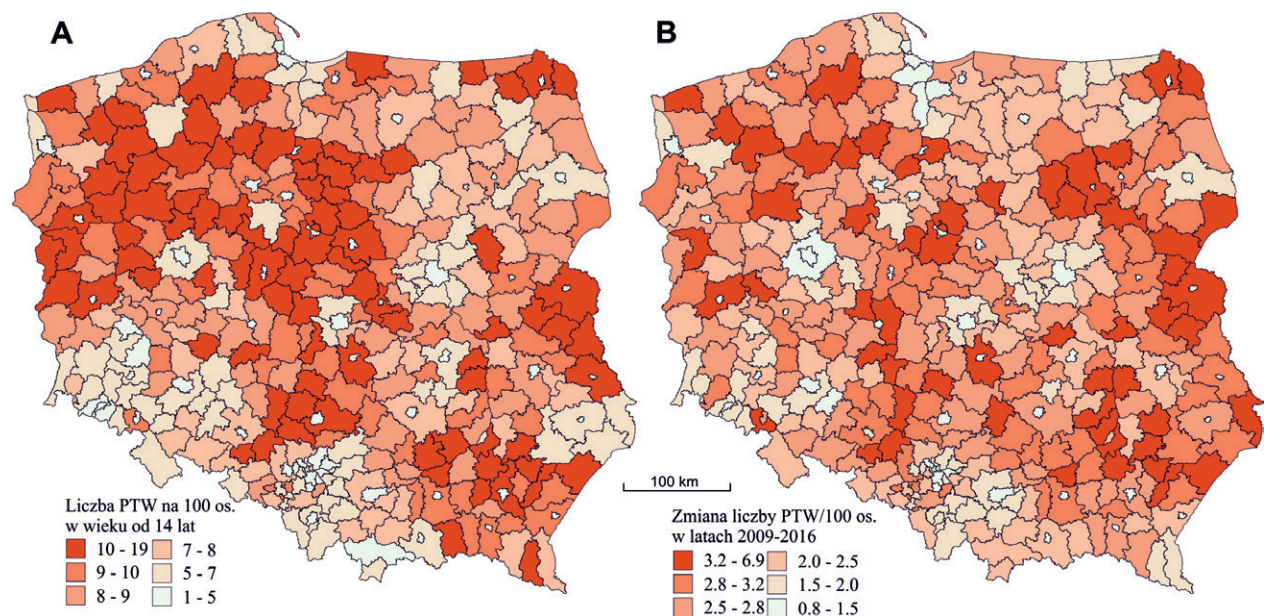 A
B
Liczba PTW na 100 os.
w wieku od 14 lat
10 - 19
9 - 10
8 - 9
7 - 8
5 - 7
1 - 5
100 km
Zmiana liczby PTW/100 os.
w latach 2009-2016
3.2 - 6.9
2.8 - 3.2
2.5 - 2.8
2.0 - 2.5
1.5 - 2.0
0.8 - 1.5